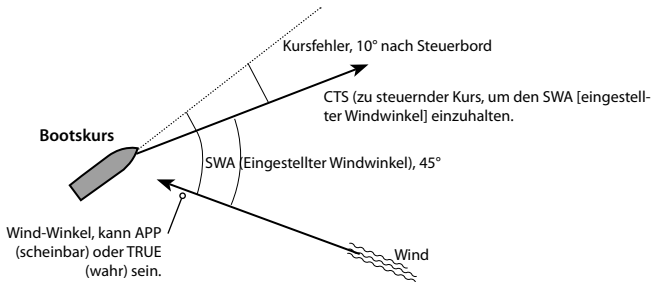 Kursfehler, 10° nach Steuerbord
CTS (zu steuernder Kurs, um den SWA [eingestell-
ter Windwinkel] einzuhalten.
Bootskurs
SWA (Eingestellter Windwinkel), 45°
Wind-Winkel, kann APP
(scheinbar) oder TRUE
(wahr) sein.
Wind